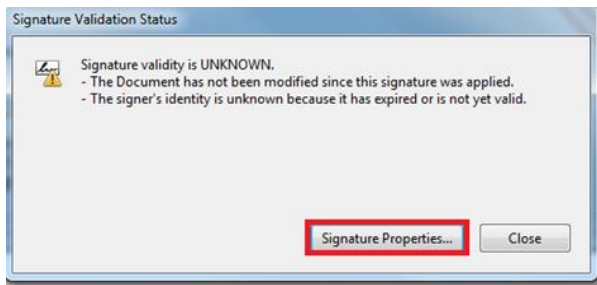 Signature Validation Status
Signature validity is UNKNOWN.
- The Document has not been modified since this signature was applied.
- The signer's identity is unknown because it has expired or is not yet valid.
Signature Properties...
Close